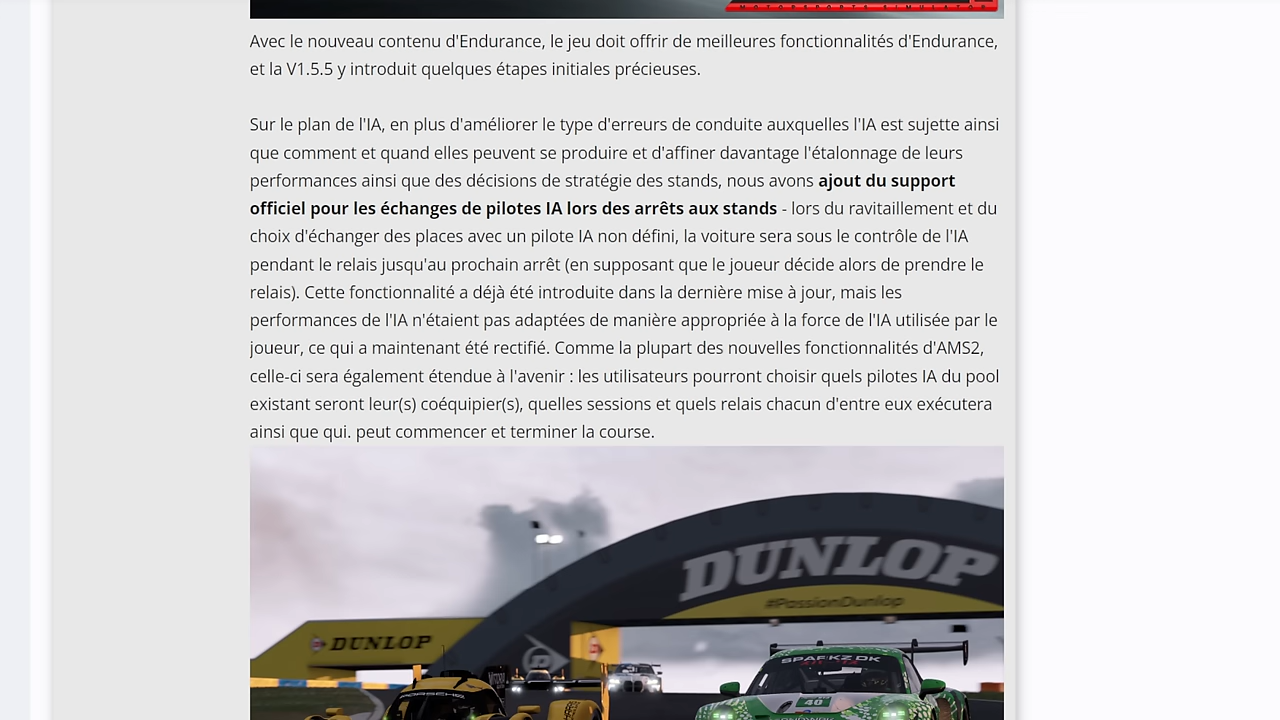 Avec le nouveau contenu d'Endurance, le jeu doit offrir de meilleures fonctionnalités d'Endurance,
et la V1.5.5 y introduit quelques étapes initiales précieuses.
Sur le plan de l'IA, en plus d'améliorer le type d'erreurs de conduite auxquelles l'IA est sujette ainsi
que comment et quand elles peuvent se produire et d'affiner davantage l'étalonnage de leurs
performances ainsi que des décisions de stratégie des stands, nous avons ajout du support
officiel pour les échanges de pilotes IA lors des arrêts aux stands - lors du ravitaillement et du
choix d'échanger des places avec un pilote IA non défini, la voiture sera sous le contrôle de l'IA
pendant le relais jusqu'au prochain arrêt (en supposant que le joueur décide alors de prendre le
relais). Cette fonctionnalité a déjà été introduite dans la dernière mise à jour, mais les
performances de l'IA n'étaient pas adaptées de manière appropriée à la force de l'IA utilisée par le
joueur, ce qui a maintenant été rectifié. Comme la plupart des nouvelles fonctionnalités d'AMS2,
celle-ci sera également étendue à l'avenir : les utilisateurs pourront choisir quels pilotes IA du pool
existant seront leur(s) coéquipier(s), quelles sessions et quels relais chacun d'entre eux exécutera
ainsi que qui. peut commencer et terminer la course.
DUNLOP
#PassionDunlop
DUNLOP
SPARKZ.DK
PORSCHE
40